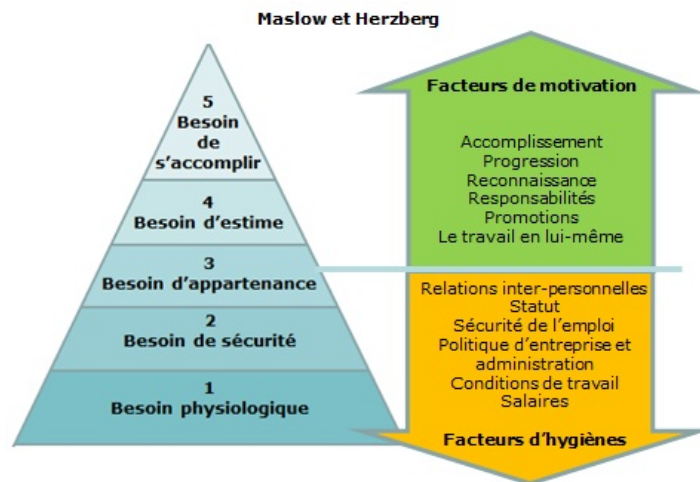 Maslow et Herzberg
5
Besoin
de
s'accomplir
4
Besoin d'estime
3
Besoin d'appartenance
2
Besoin de sécurité
1
Besoin physiologique
Facteurs de motivation
Accomplissement
Progression
Reconnaissance
Responsabilités
Promotions
Le travail en lui-même
Relations inter-personnelles
Statut
Sécurité de l'emploi
Politique d'entreprise et
administration
Conditions de travail
Salaires
Facteurs d'hygiènes